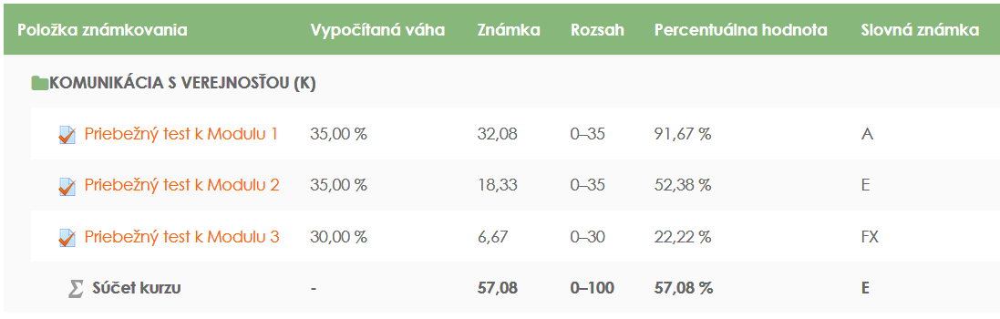 Položka známkovania Vypočítaná váha Známka Rozsah Percentuálna hodnota Slovná známka
KOMUNIKÁCIA S VEREJNOSŤOU (K)
Priebežný test k Modulu 1 35,00 % 32,08 0–35 91,67 % A
Priebežný test k Modulu 2 35,00 % 18,33 0–35 52,38 % E
Priebežný test k Modulu 3 30,00 % 6,67 0–30 22,22 % FX
Σ Súčet kurzu - 57,08 0–100 57,08 % E